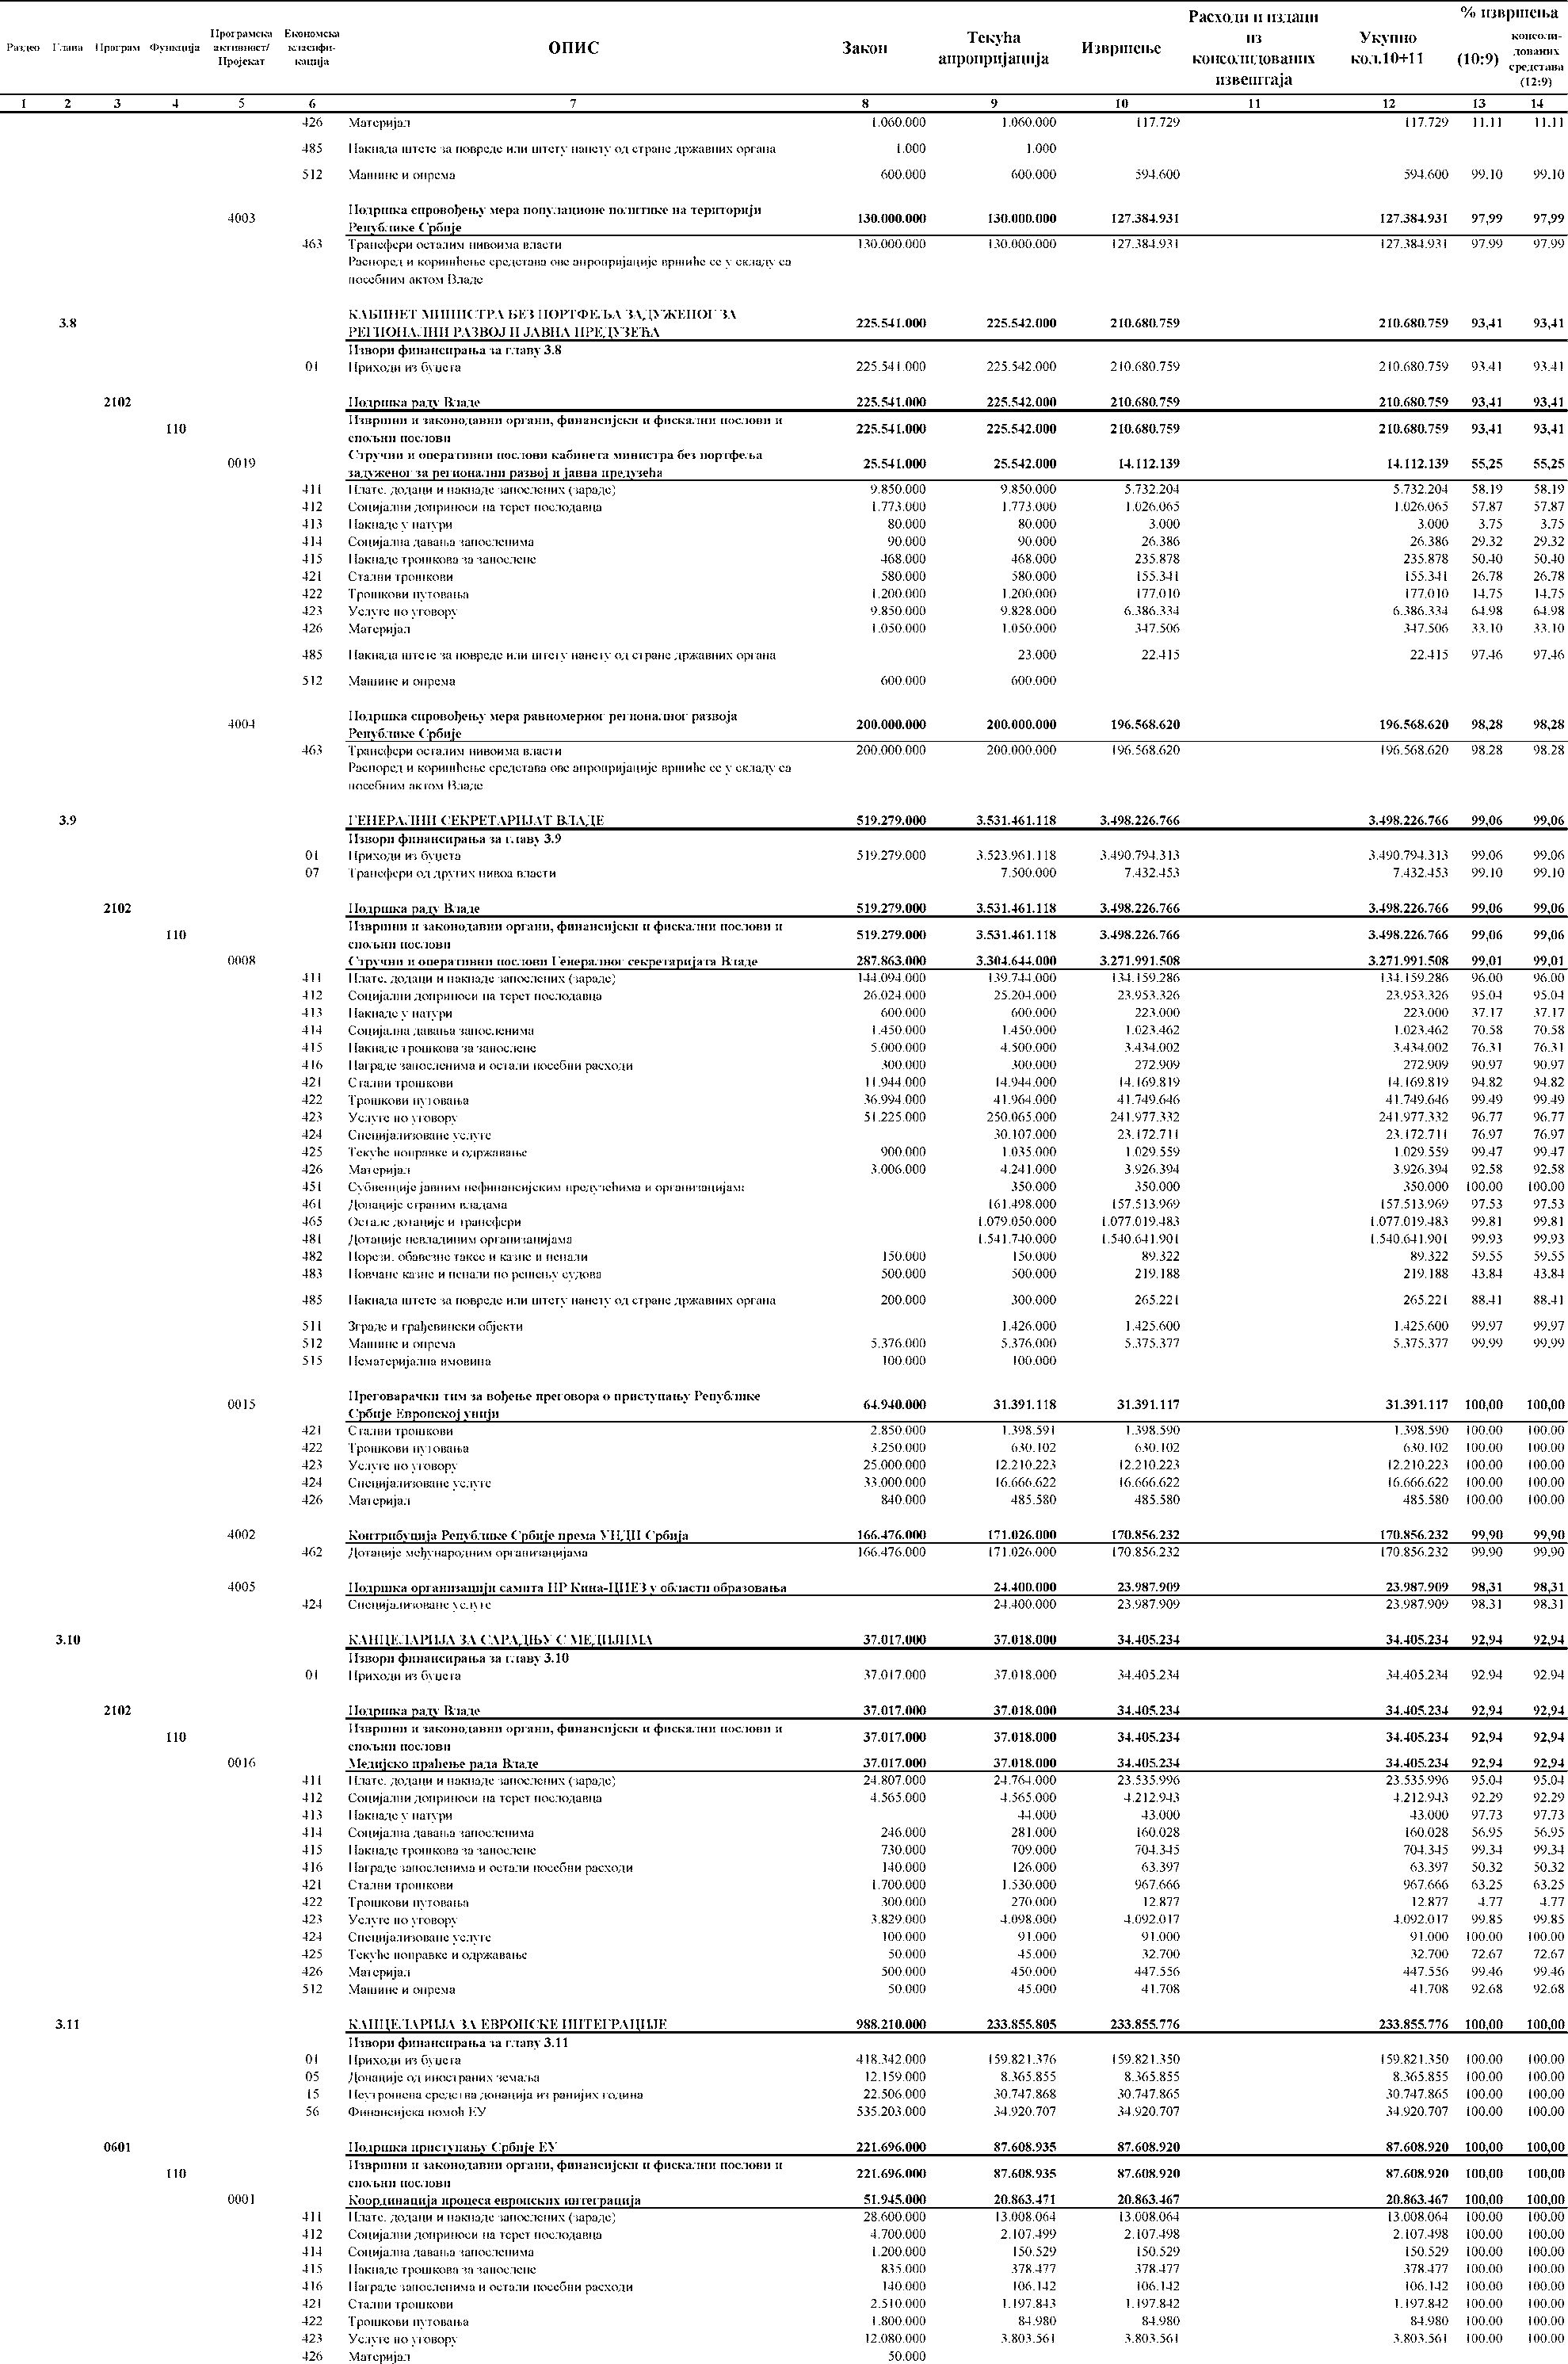 Раздео Глава Програм Функција Програмска активност/ Пројекат Економска класифи-кација ОПИС Закон Текућа апропријација Извршење Расходи и издаци из консолидованих извештаја Укупно кол.10+11 % извршења (10:9) консоли-дованих средстава (12:9)
1 2 3 4 5 6 7 8 9 10 11 12 13 14
426 Материјал 1.060.000 1.060.000 117.729 117.729 11.11 11.11
485 Накнада штете за повреде или штету нанету од стране државних органа 1.000 1.000
512 Машине и опрема 600.000 600.000 594.600 594.600 99.10 99.10
4003 Подршка спровођењу мера популационе политике на територији Републике Србије 130.000.000 130.000.000 127.384.931 127.384.931 97,99 97,99
463 Трансфери осталим нивоима власти 130.000.000 130.000.000 127.384.931 127.384.931 97.99 97.99
Распоред и коришћење средстава ове апропријације вршиће се у складу са
посебним актом Владе
3.8 КАБИНЕТ МИНИСТРА БЕЗ ПОРТФЕЉА ЗАДУЖЕНОГ ЗА РЕГИОНАЛНИ РАЗВОЈ И ЈАВНА ПРЕДУЗЕЋА 225.541.000 225.542.000 210.680.759 210.680.759 93,41 93,41
Извори финансирања за главу 3.8
01 Приходи из буџета 225.541.000 225.542.000 210.680.759 210.680.759 93.41 93.41
2102 Подршка раду Владе 225.541.000 225.542.000 210.680.759 210.680.759 93,41 93,41
110 Извршни и законодавни органи, финансијски и фискални послови и спољни послови 225.541.000 225.542.000 210.680.759 210.680.759 93,41 93,41
0019 Стручни и оперативни послови кабинета министра без портфеља задуженог за регионални развој и јавна предузећа 25.541.000 25.542.000 14.112.139 14.112.139 55,25 55,25
411 Плате, додаци и накнаде запослених (зараде) 9.850.000 9.850.000 5.732.204 5.732.204 58.19 58.19
412 Социјални доприноси на терет послодавца 1.773.000 1.773.000 1.026.065 1.026.065 57.87 57.87
413 Накнаде у натури 80.000 80.000 3.000 3.000 3.75 3.75
414 Социјална давања запосленима 90.000 90.000 26.386 26.386 29.32 29.32
415 Накнаде трошкова за запослене 468.000 468.000 235.878 235.878 50.40 50.40
421 Стални трошкови 580.000 580.000 155.341 155.341 26.78 26.78
422 Трошкови путовања 1.200.000 1.200.000 177.010 177.010 14.75 14.75
423 Услуге по уговору 9.850.000 9.828.000 6.386.334 6.386.334 64.98 64.98
426 Материјал 1.050.000 1.050.000 347.506 347.506 33.10 33.10
485 Накнада штете за повреде или штету нанету од стране државних органа 23.000 22.415 22.415 97.46 97.46
512 Машине и опрема 600.000 600.000
4004 Подршка спровођењу мера равномерног регионалног развоја Републике Србије 200.000.000 200.000.000 196.568.620 196.568.620 98,28 98,28
463 Трансфери осталим нивоима власти 200.000.000 200.000.000 196.568.620 196.568.620 98.28 98.28
Распоред и коришћење средстава ове апропријације вршиће се у складу са
посебним актом Владе
3.9 ГЕНЕРАЛНИ СЕКРЕТАРИЈАТ ВЛАДЕ 519.279.000 3.531.461.118 3.498.226.766 3.498.226.766 99,06 99,06
Извори финансирања за главу 3.9
01 Приходи из буџета 519.279.000 3.523.961.118 3.490.794.313 3.490.794.313 99.06 99.06
07 Трансфери од других нивоа власти 7.500.000 7.432.453 7.432.453 99.10 99.10
2102 Подршка раду Владе 519.279.000 3.531.461.118 3.498.226.766 3.498.226.766 99,06 99,06
110 Извршни и законодавни органи, финансијски и фискални послови и спољни послови 519.279.000 3.531.461.118 3.498.226.766 3.498.226.766 99,06 99,06
0008 Стручни и оперативни послови Генералног секретаријата Владе 287.863.000 3.304.644.000 3.271.991.508 3.271.991.508 99,01 99,01
411 Плате, додаци и накнаде запослених (зараде) 144.094.000 139.744.000 134.159.286 134.159.286 96.00 96.00
412 Социјални доприноси на терет послодавца 26.024.000 25.204.000 23.953.326 23.953.326 95.04 95.04
413 Накнаде у натури 600.000 600.000 223.000 223.000 37.17 37.17
414 Социјална давања запосленима 1.450.000 1.450.000 1.023.462 1.023.462 70.58 70.58
415 Накнаде трошкова за запослене 5.000.000 4.500.000 3.434.002 3.434.002 76.31 76.31
416 Награде запосленима и остали посебни расходи 300.000 300.000 272.909 272.909 90.97 90.97
421 Стални трошкови 11.944.000 14.944.000 14.169.819 14.169.819 94.82 94.82
422 Трошкови путовања 36.994.000 41.964.000 41.749.646 41.749.646 99.49 99.49
423 Услуге по уговору 51.225.000 250.065.000 241.977.332 241.977.332 96.77 96.77
424 Специјализоване услуге 30.107.000 23.172.711 23.172.711 76.97 76.97
425 Текуће поправке и одржавање 900.000 1.035.000 1.029.559 1.029.559 99.47 99.47
426 Материјал 3.006.000 4.241.000 3.926.394 3.926.394 92.58 92.58
451 Субвенције јавним нефинансијским предузећима и организацијам: 350.000 350.000 350.000 100.00 100.00
461 Донације страним владама 161.498.000 157.513.969 157.513.969 97.53 97.53
465 Остале дотације и трансфери 1.079.050.000 1.077.019.483 1.077.019.483 99.81 99.81
481 Дотације невладиним организацијама 1.541.740.000 1.540.641.901 1.540.641.901 99.93 99.93
482 Порези, обавезне таксе и казне и пенали 150.000 150.000 89.322 89.322 59.55 59.55
483 Новчане казне и пенали по решењу судова 500.000 500.000 219.188 219.188 43.84 43.84
485 Накнада штете за повреде или штету нанету од стране државних органа 200.000 300.000 265.221 265.221 88.41 88.41
511 Зграде и грађевински објекти 1.426.000 1.425.600 1.425.600 99.97 99.97
512 Машине и опрема 5.376.000 5.376.000 5.375.377 5.375.377 99.99 99.99
515 Нематеријална имовина 100.000 100.000
0015 Преговарачки тим за вођење преговора о приступању Републике Србије Европској унији 64.940.000 31.391.118 31.391.117 31.391.117 100,00 100,00
421 Стални трошкови 2.850.000 1.398.591 1.398.590 1.398.590 100.00 100.00
422 Трошкови путовања 3.250.000 630.102 630.102 630.102 100.00 100.00
423 Услуге по уговору 25.000.000 12.210.223 12.210.223 12.210.223 100.00 100.00
424 Специјализоване услуге 33.000.000 16.666.622 16.666.622 16.666.622 100.00 100.00
426 Материјал 840.000 485.580 485.580 485.580 100.00 100.00
4002 Контрибуција Републике Србије према УНДП Србија 166.476.000 171.026.000 170.856.232 170.856.232 99,90 99,90
462 Дотације међународним организацијама 166.476.000 171.026.000 170.856.232 170.856.232 99.90 99.90
4005 Подршка организацији самита НР Кина-ЦИЕЗ у области образовања 24.400.000 23.987.909 23.987.909 98,31 98,31
424 Специјализоване услуге 24.400.000 23.987.909 23.987.909 98.31 98.31
3.10 КАНЦЕЛАРИЈА ЗА САРАДЊУ С МЕДИЈИМА 37.017.000 37.018.000 34.405.234 34.405.234 92,94 92,94
Извори финансирања за главу 3.10
01 Приходи из буџета 37.017.000 37.018.000 34.405.234 34.405.234 92.94 92.94
2102 Подршка раду Владе 37.017.000 37.018.000 34.405.234 34.405.234 92,94 92,94
110 Извршни и законодавни органи, финансијски и фискални послови и спољни послови 37.017.000 37.018.000 34.405.234 34.405.234 92,94 92,94
0016 Медијско праћење рада Владе 37.017.000 37.018.000 34.405.234 34.405.234 92,94 92,94
411 Плате, додаци и накнаде запослених (зараде) 24.807.000 24.764.000 23.535.996 23.535.996 95.04 95.04
412 Социјални доприноси на терет послодавца 4.565.000 4.565.000 4.212.943 4.212.943 92.29 92.29
413 Накнаде у натури 44.000 43.000 43.000 97.73 97.73
414 Социјална давања запосленима 246.000 281.000 160.028 160.028 56.95 56.95
415 Накнаде трошкова за запослене 730.000 709.000 704.345 704.345 99.34 99.34
416 Награде запосленима и остали посебни расходи 140.000 126.000 63.397 63.397 50.32 50.32
421 Стални трошкови 1.700.000 1.530.000 967.666 967.666 63.25 63.25
422 Трошкови путовања 300.000 270.000 12.877 12.877 4.77 4.77
423 Услуге по уговору 3.829.000 4.098.000 4.092.017 4.092.017 99.85 99.85
424 Специјализоване услуге 100.000 91.000 91.000 91.000 100.00 100.00
425 Текуће поправке и одржавање 50.000 45.000 32.700 32.700 72.67 72.67
426 Материјал 500.000 450.000 447.556 447.556 99.46 99.46
512 Машине и опрема 50.000 45.000 41.708 41.708 92.68 92.68
3.11 КАНЦЕЛАРИЈА ЗА ЕВРОПСКЕ ИНТЕГРАЦИЈЕ 988.210.000 233.855.805 233.855.776 233.855.776 100,00 100,00
Извори финансирања за главу 3.11
01 Приходи из буџета 418.342.000 159.821.376 159.821.350 159.821.350 100.00 100.00
05 Донације од иностраних земаља 12.159.000 8.365.855 8.365.855 8.365.855 100.00 100.00
15 Неутрошена средства донација из ранијих година 22.506.000 30.747.868 30.747.865 30.747.865 100.00 100.00
56 Финансијска помоћ ЕУ 535.203.000 34.920.707 34.920.707 34.920.707 100.00 100.00
0601 Подршка приступању Србије ЕУ 221.696.000 87.608.935 87.608.920 87.608.920 100,00 100,00
110 Извршни и законодавни органи, финансијски и фискални послови и спољни послови 221.696.000 87.608.935 87.608.920 87.608.920 100,00 100,00
0001 Координација процеса европских интеграција 51.945.000 20.863.471 20.863.467 20.863.467 100,00 100,00
411 Плате, додаци и накнаде запослених (зараде) 28.600.000 13.008.064 13.008.064 13.008.064 100.00 100.00
412 Социјални доприноси на терет послодавца 4.700.000 2.107.499 2.107.498 2.107.498 100.00 100.00
414 Социјална давања запосленима 1.200.000 150.529 150.529 150.529 100.00 100.00
415 Накнаде трошкова за запослене 835.000 378.477 378.477 378.477 100.00 100.00
416 Награде запосленима и остали посебни расходи 140.000 106.142 106.142 106.142 100.00 100.00
421 Стални трошкови 2.510.000 1.197.843 1.197.842 1.197.842 100.00 100.00
422 Трошкови путовања 1.800.000 84.980 84.980 84.980 100.00 100.00
423 Услуге по уговору 12.080.000 3.803.561 3.803.561 3.803.561 100.00 100.00
426 Материјал 50.000